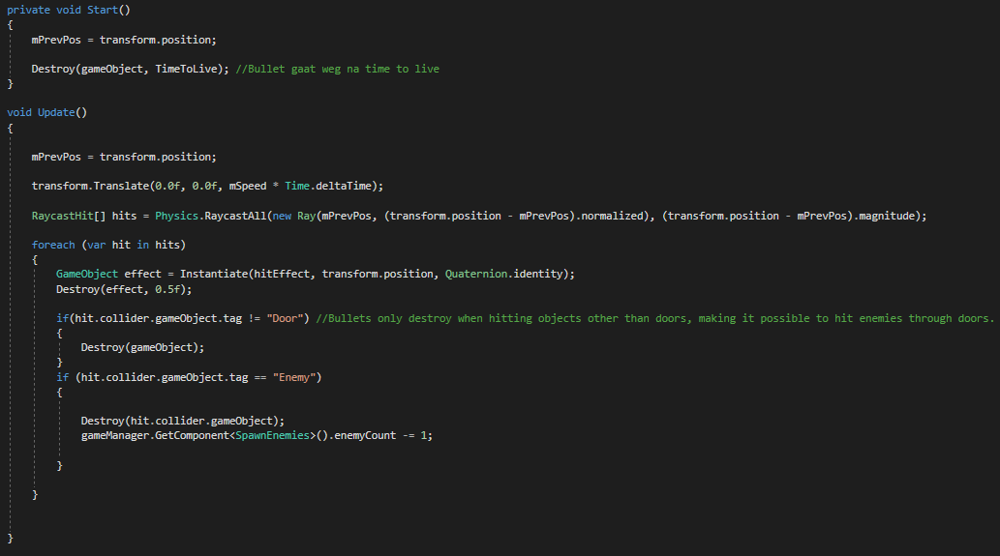 private void Start()
{
mPrevPos = transform.position;
Destroy(gameObject, TimeToLive); //Bullet gaat weg na time to live
}
void Update()
{
mPrevPos = transform.position;
transform.Translate(0.0f, 0.0f, mSpeed * Time.deltaTime);
RaycastHit[] hits = Physics.RaycastAll(new Ray(mPrevPos, (transform.position - mPrevPos).normalized), (transform.position - mPrevPos).magnitude);
foreach (var hit in hits)
{
GameObject effect = Instantiate(hitEffect, transform.position, Quaternion.identity);
Destroy(effect, 0.5f);
if(hit.collider.gameObject.tag != "Door") //Bullets only destroy when hitting objects other than doors, making it possible to hit enemies through doors.
{
Destroy(gameObject);
}
if (hit.collider.gameObject.tag == "Enemy")
{
Destroy(hit.collider.gameObject);
gameManager.GetComponent<SpawnEnemies>().enemyCount -= 1;
}
}
}